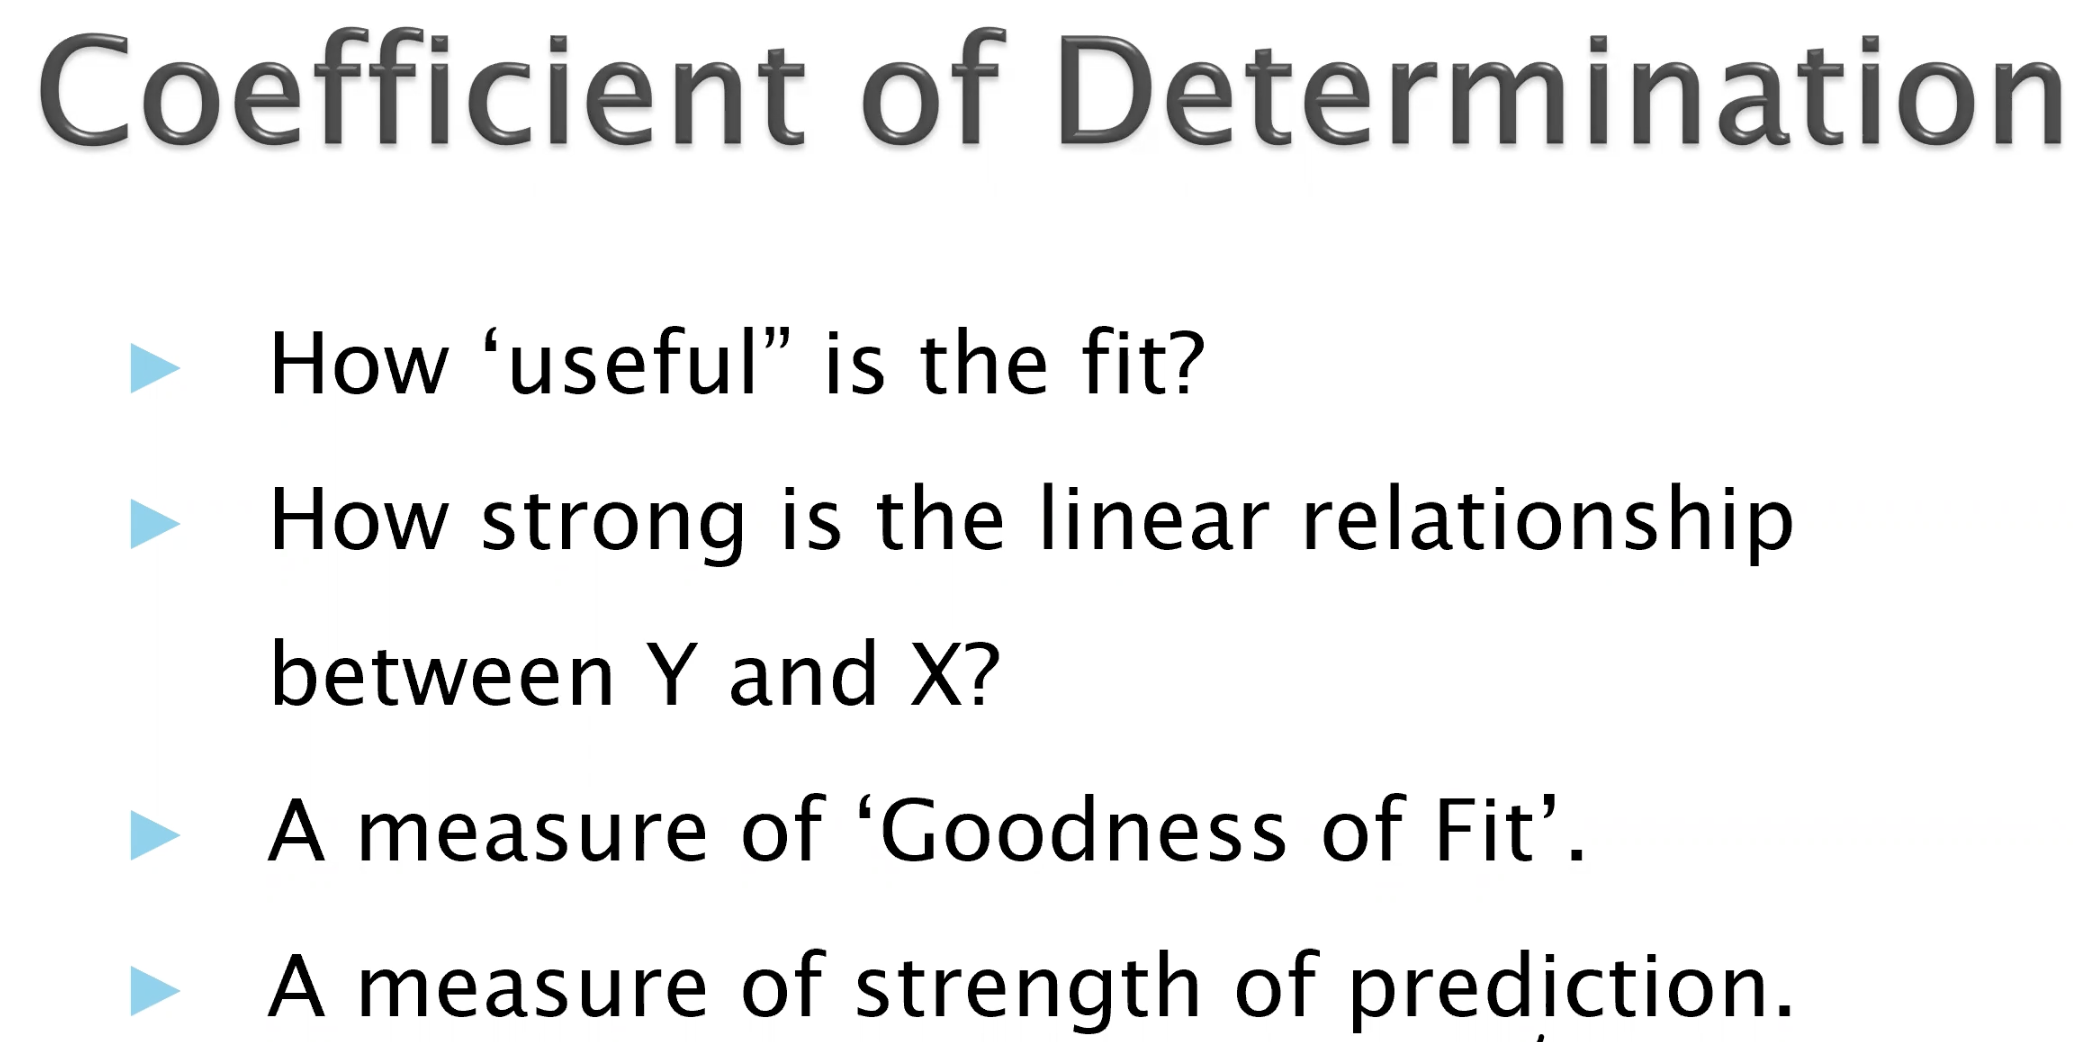 Coefficient of Determination
How ‘useful” is the fit?
How strong is the linear relationship
between Y and X?
A measure of ‘Goodness of Fit’.
A measure of strength of prediction.